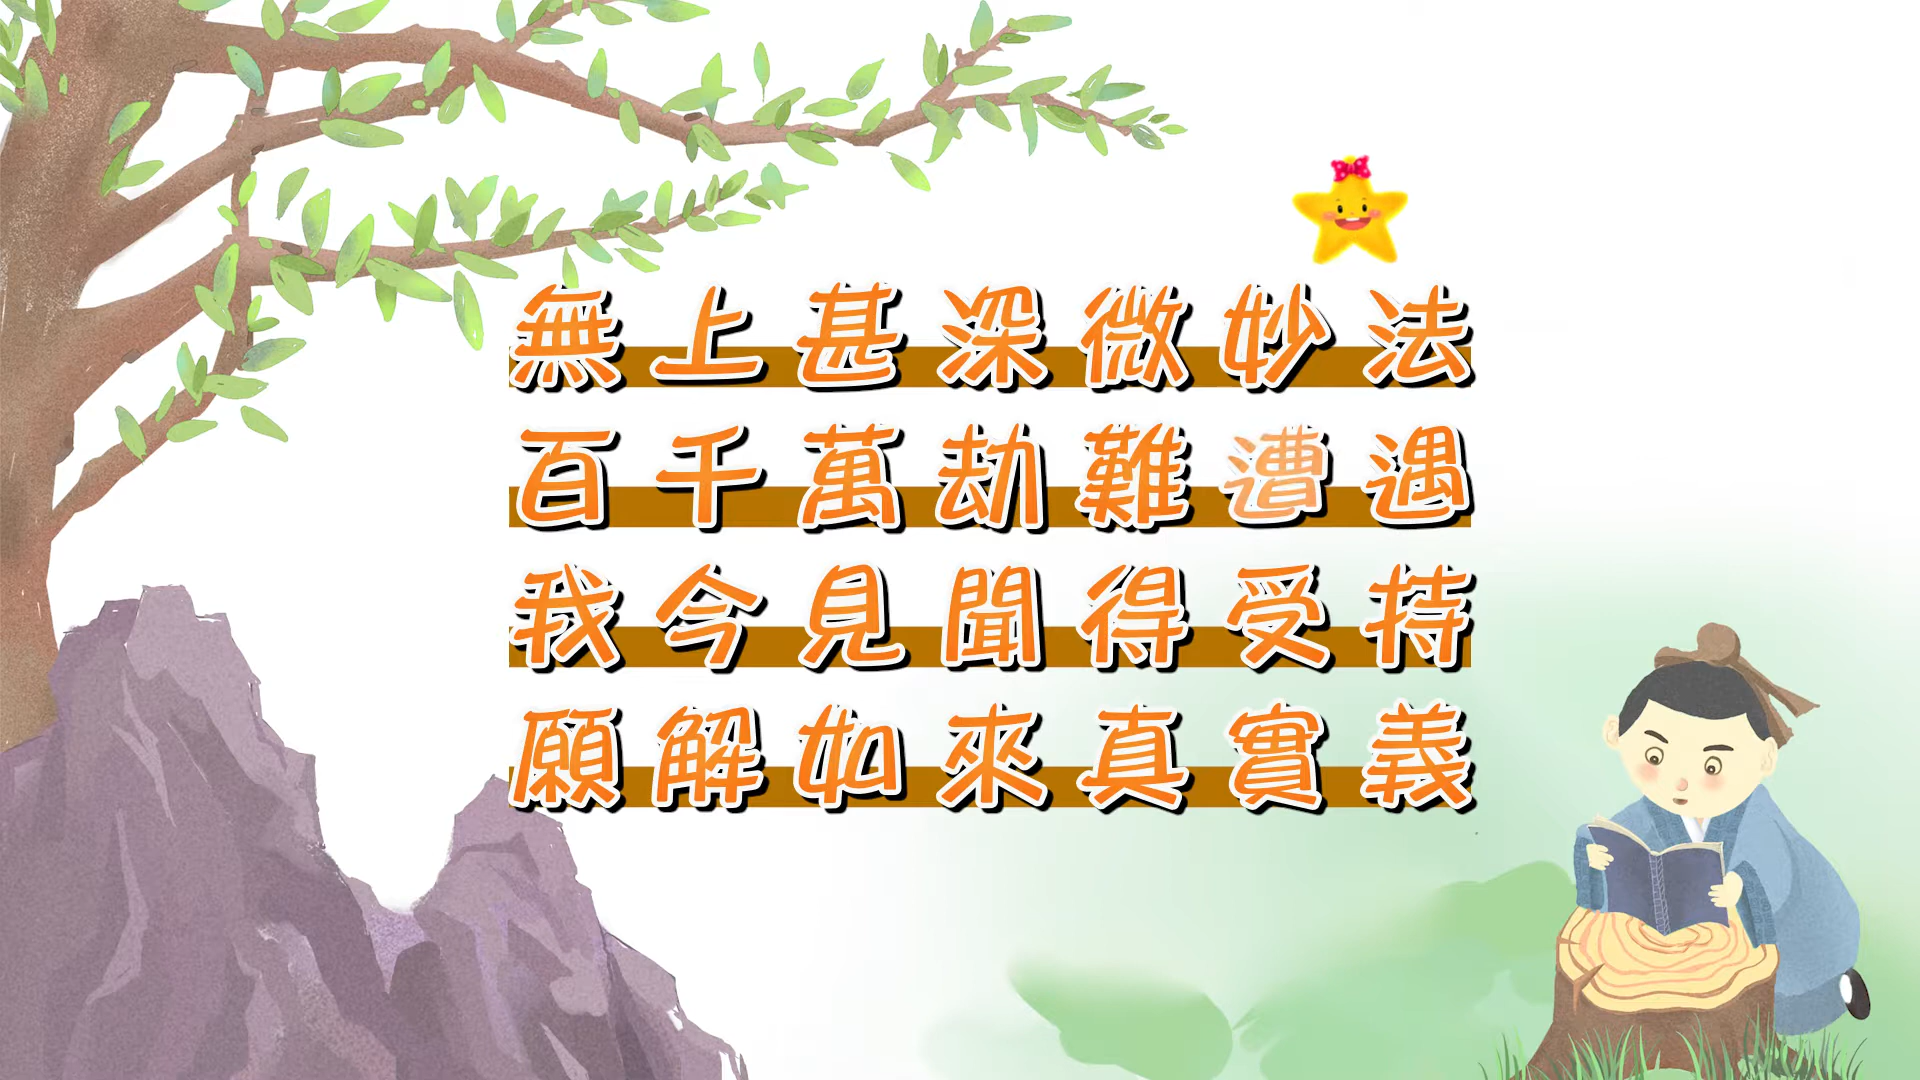 無上甚深微妙法
百千萬劫難遭遇
我今見聞得受持
願解如來真實義